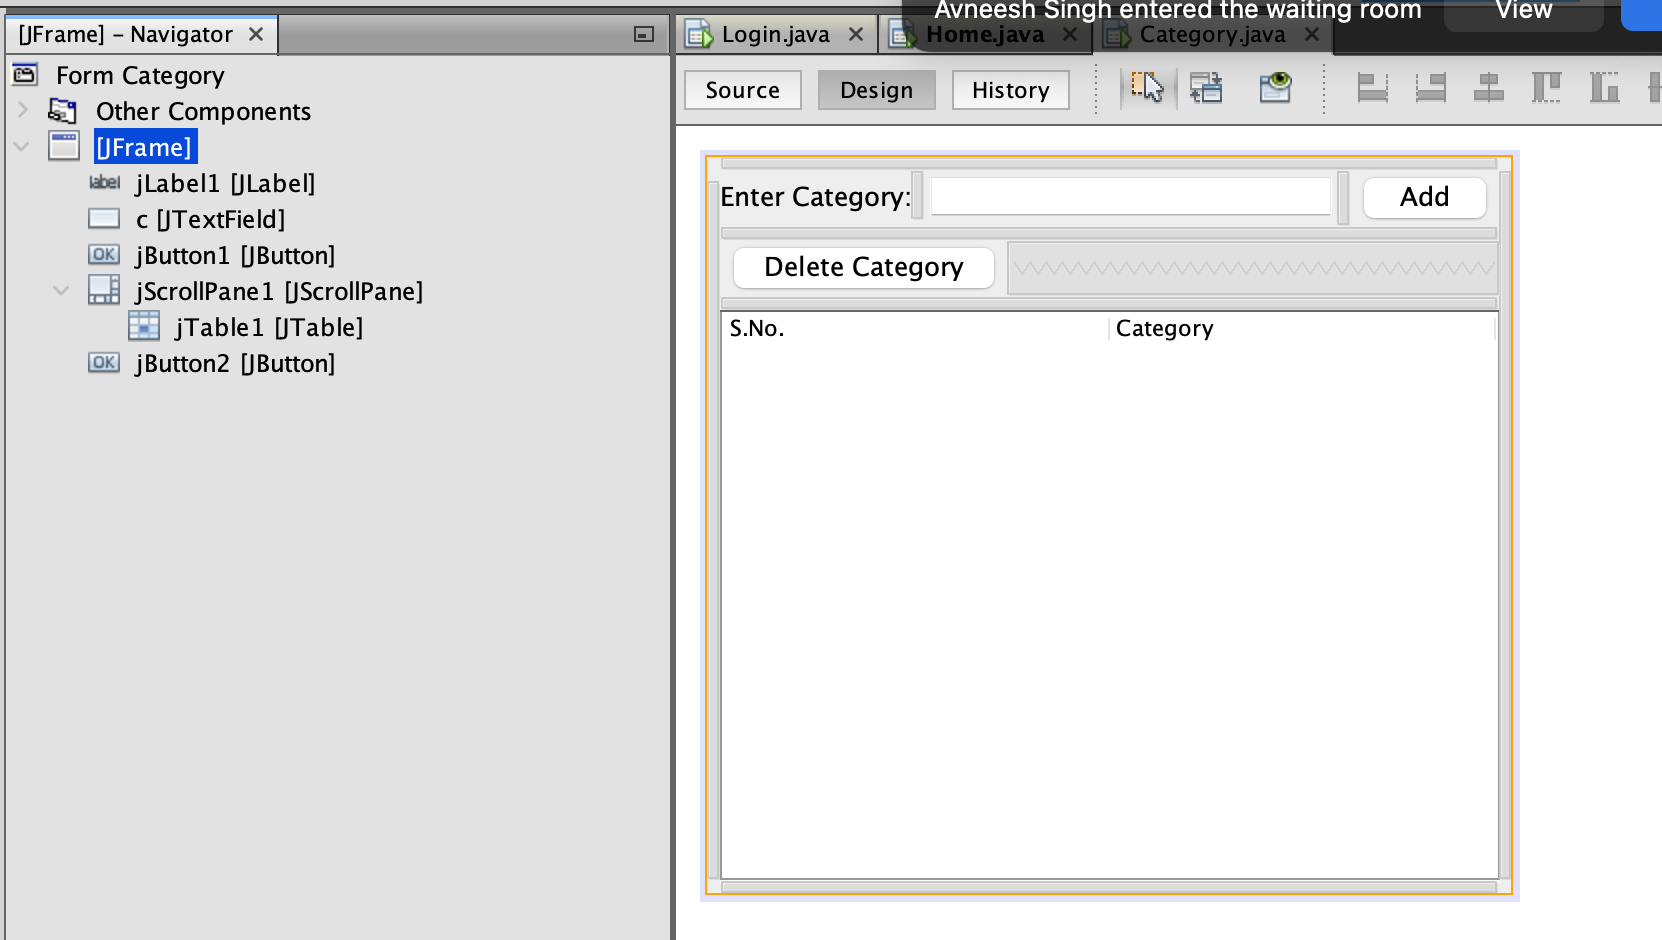 Avneesh Singh entered the waiting room View
[JFrame] – Navigator
Login.java Home.java Category.java
Source Design History
Form Category
Other Components
[JFrame]
label jLabel1 [JLabel]
c [JTextField]
OK jButton1 [JButton]
jScrollPane1 [JScrollPane]
jTable1 [JTable]
OK jButton2 [JButton]
Enter Category: Add
Delete Category
S.No. Category